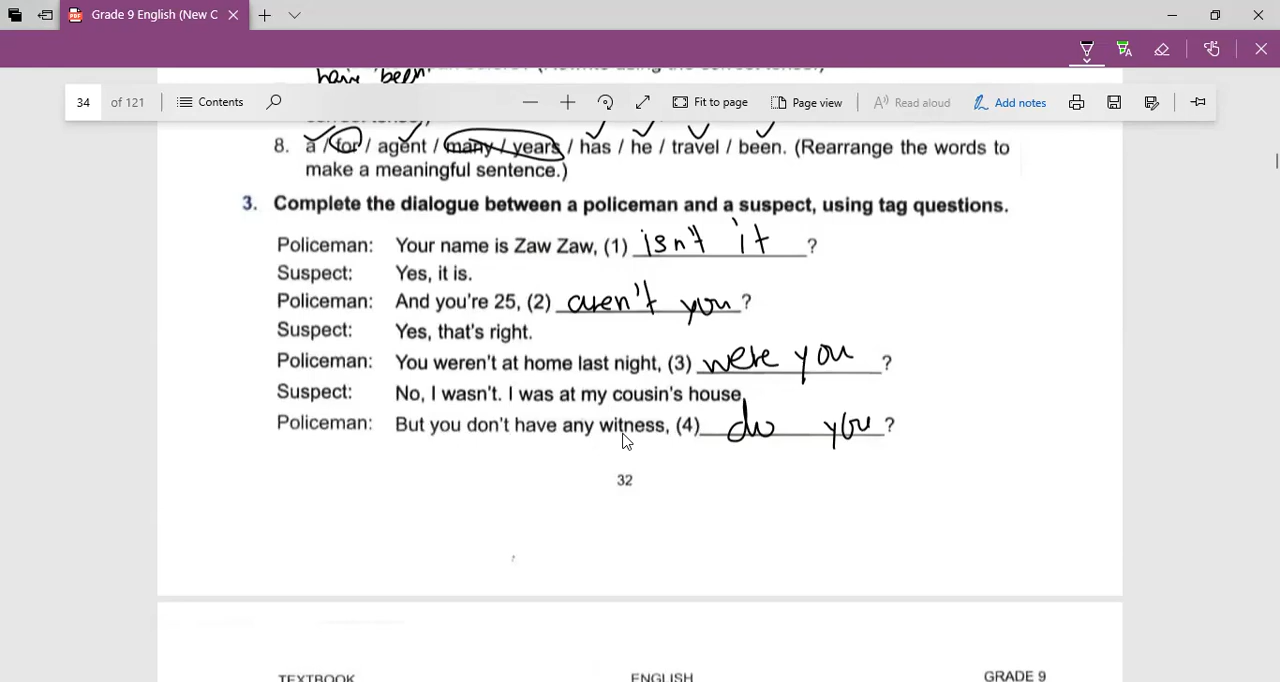 Grade 9 English (New C
have been
34 of 121 Contents Fit to page Page view Read aloud Add notes
8. a / for / agent / many / years / has / he / travel / been. (Rearrange the words to
make a meaningful sentence.)
3. Complete the dialogue between a policeman and a suspect, using tag questions.
Policeman: Your name is Zaw Zaw, (1) isn't it ?
Suspect: Yes, it is.
Policeman: And you're 25, (2) aren't you ?
Suspect: Yes, that's right.
Policeman: You weren't at home last night, (3) were you ?
Suspect: No, I wasn't. I was at my cousin's house
Policeman: But you don't have any witness, (4) do you ?
32
TEXTBOOK ENGLISH GRADE 9